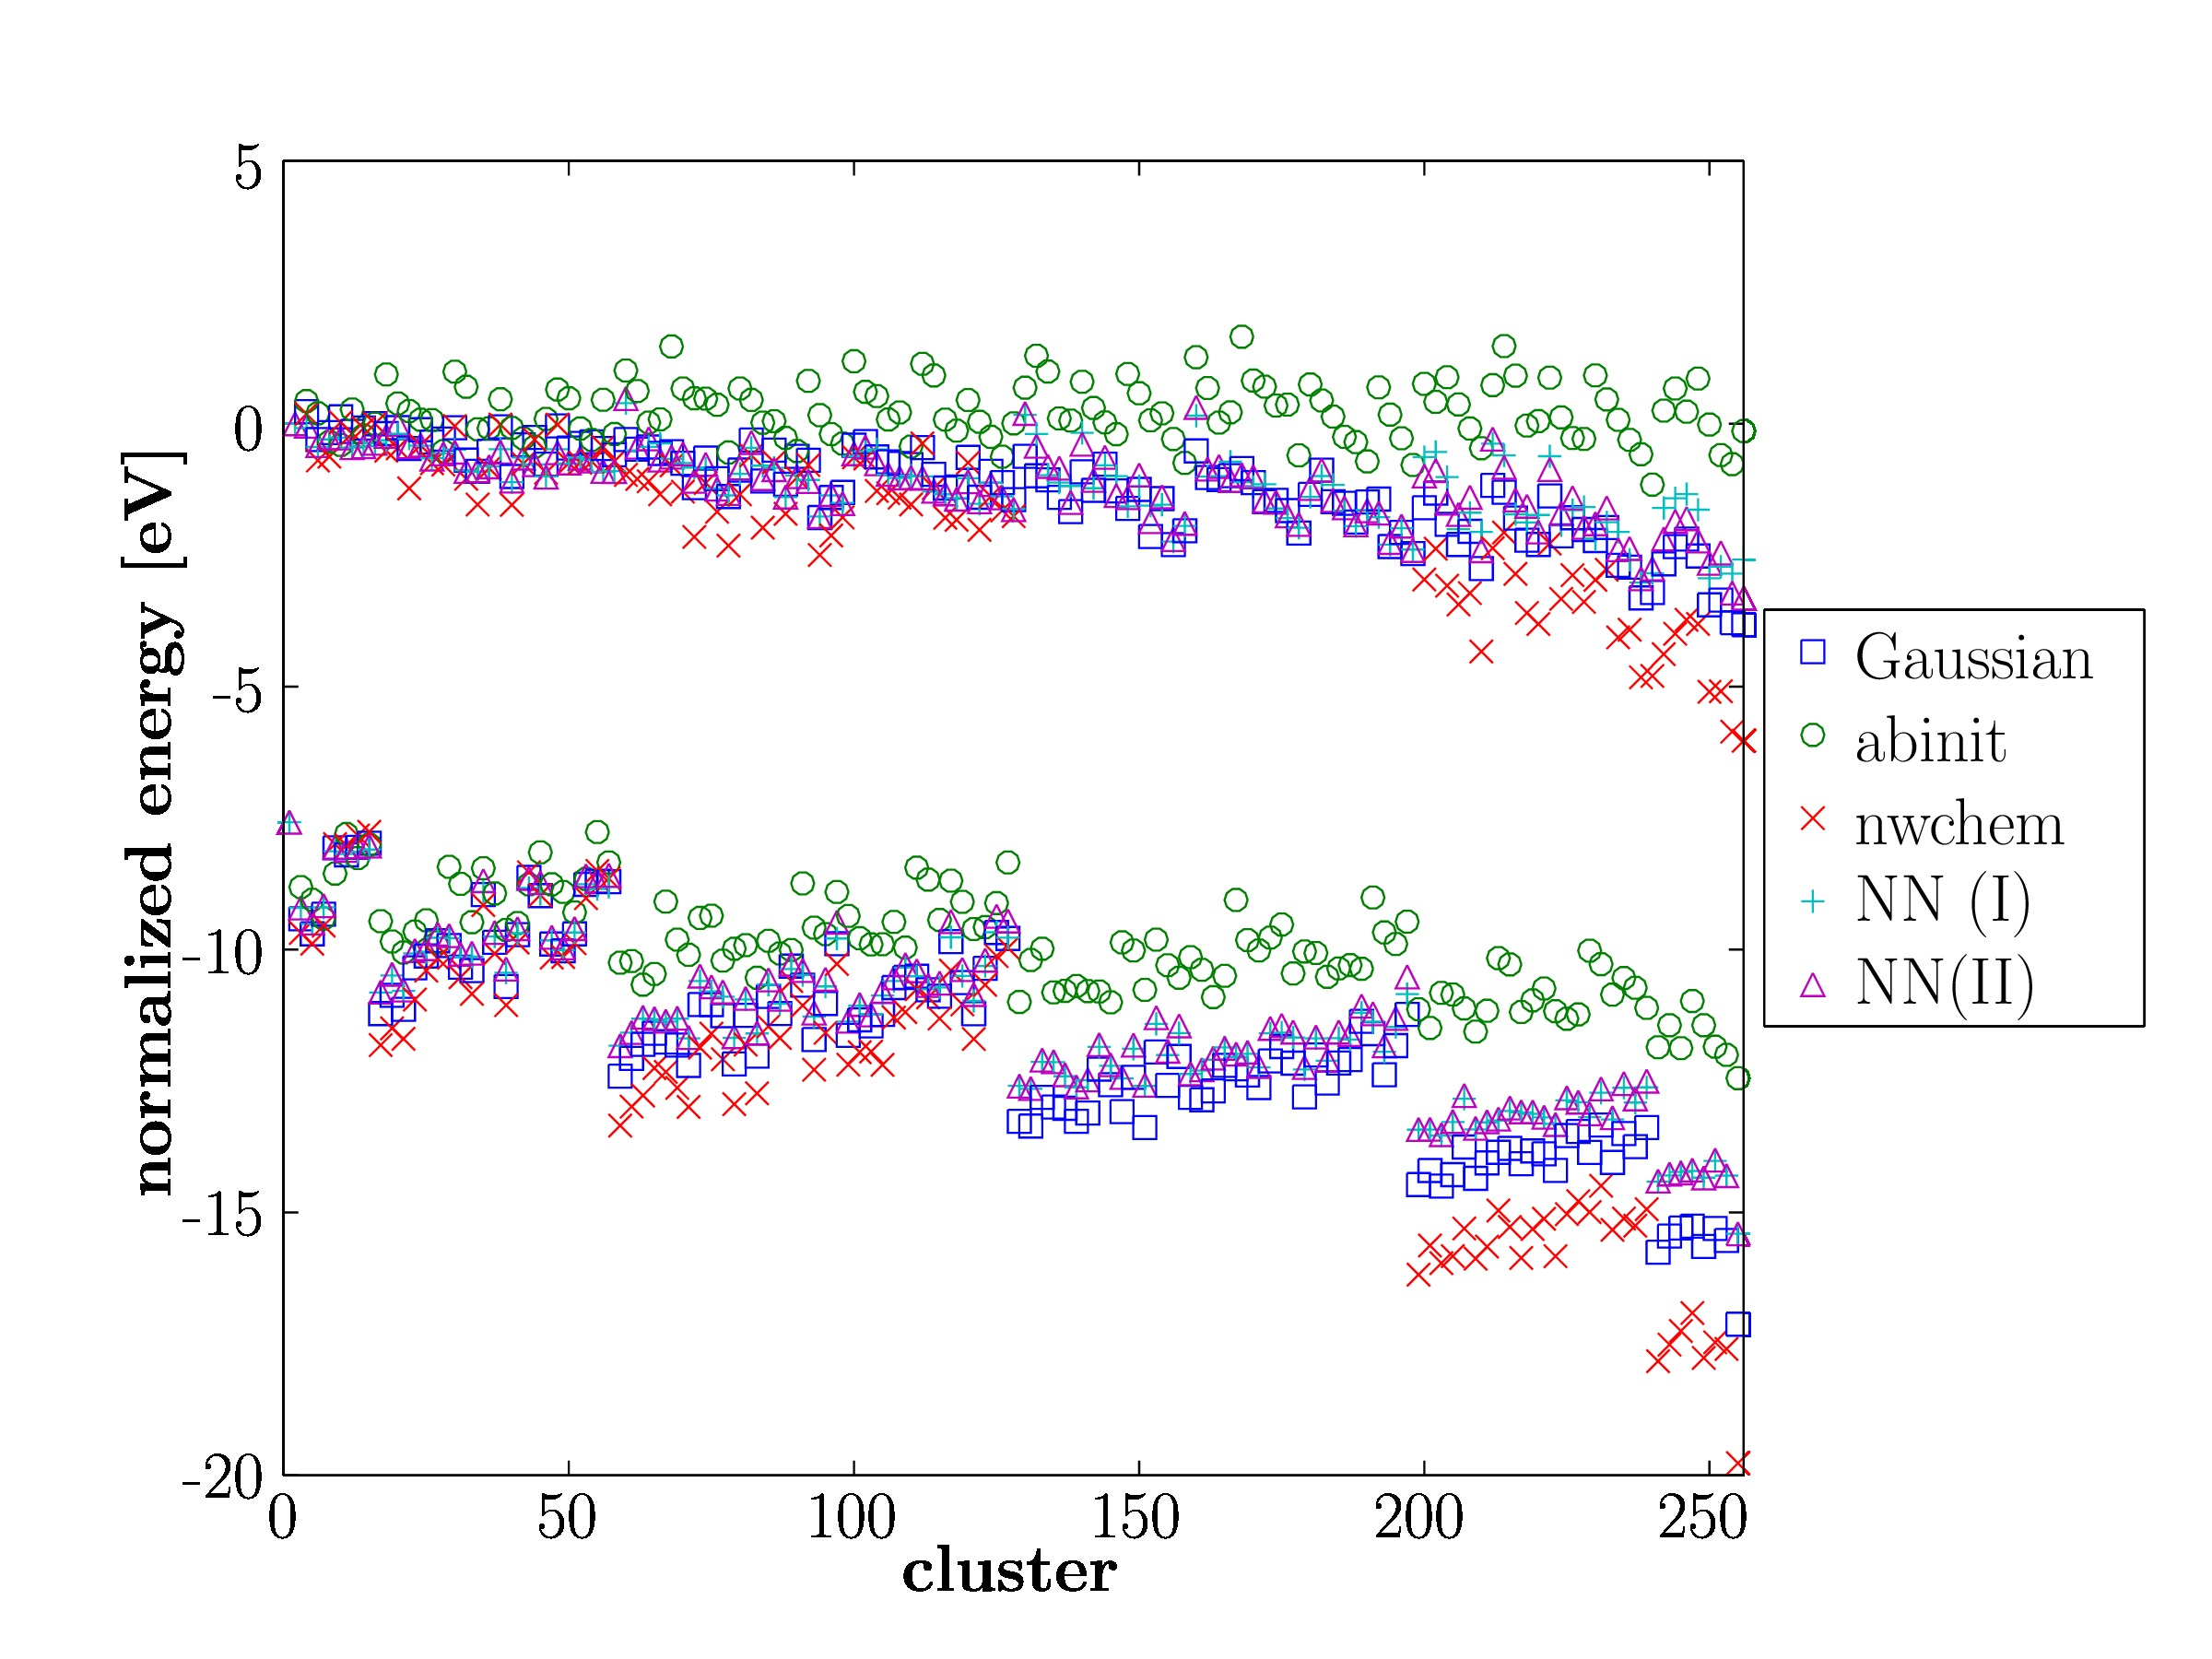 5
0
-5
-10
-15
-20
normalized energy [eV]
0 50 100 150 200 250
cluster
Gaussian
abinit
nwchem
NN (I)
NN(II)